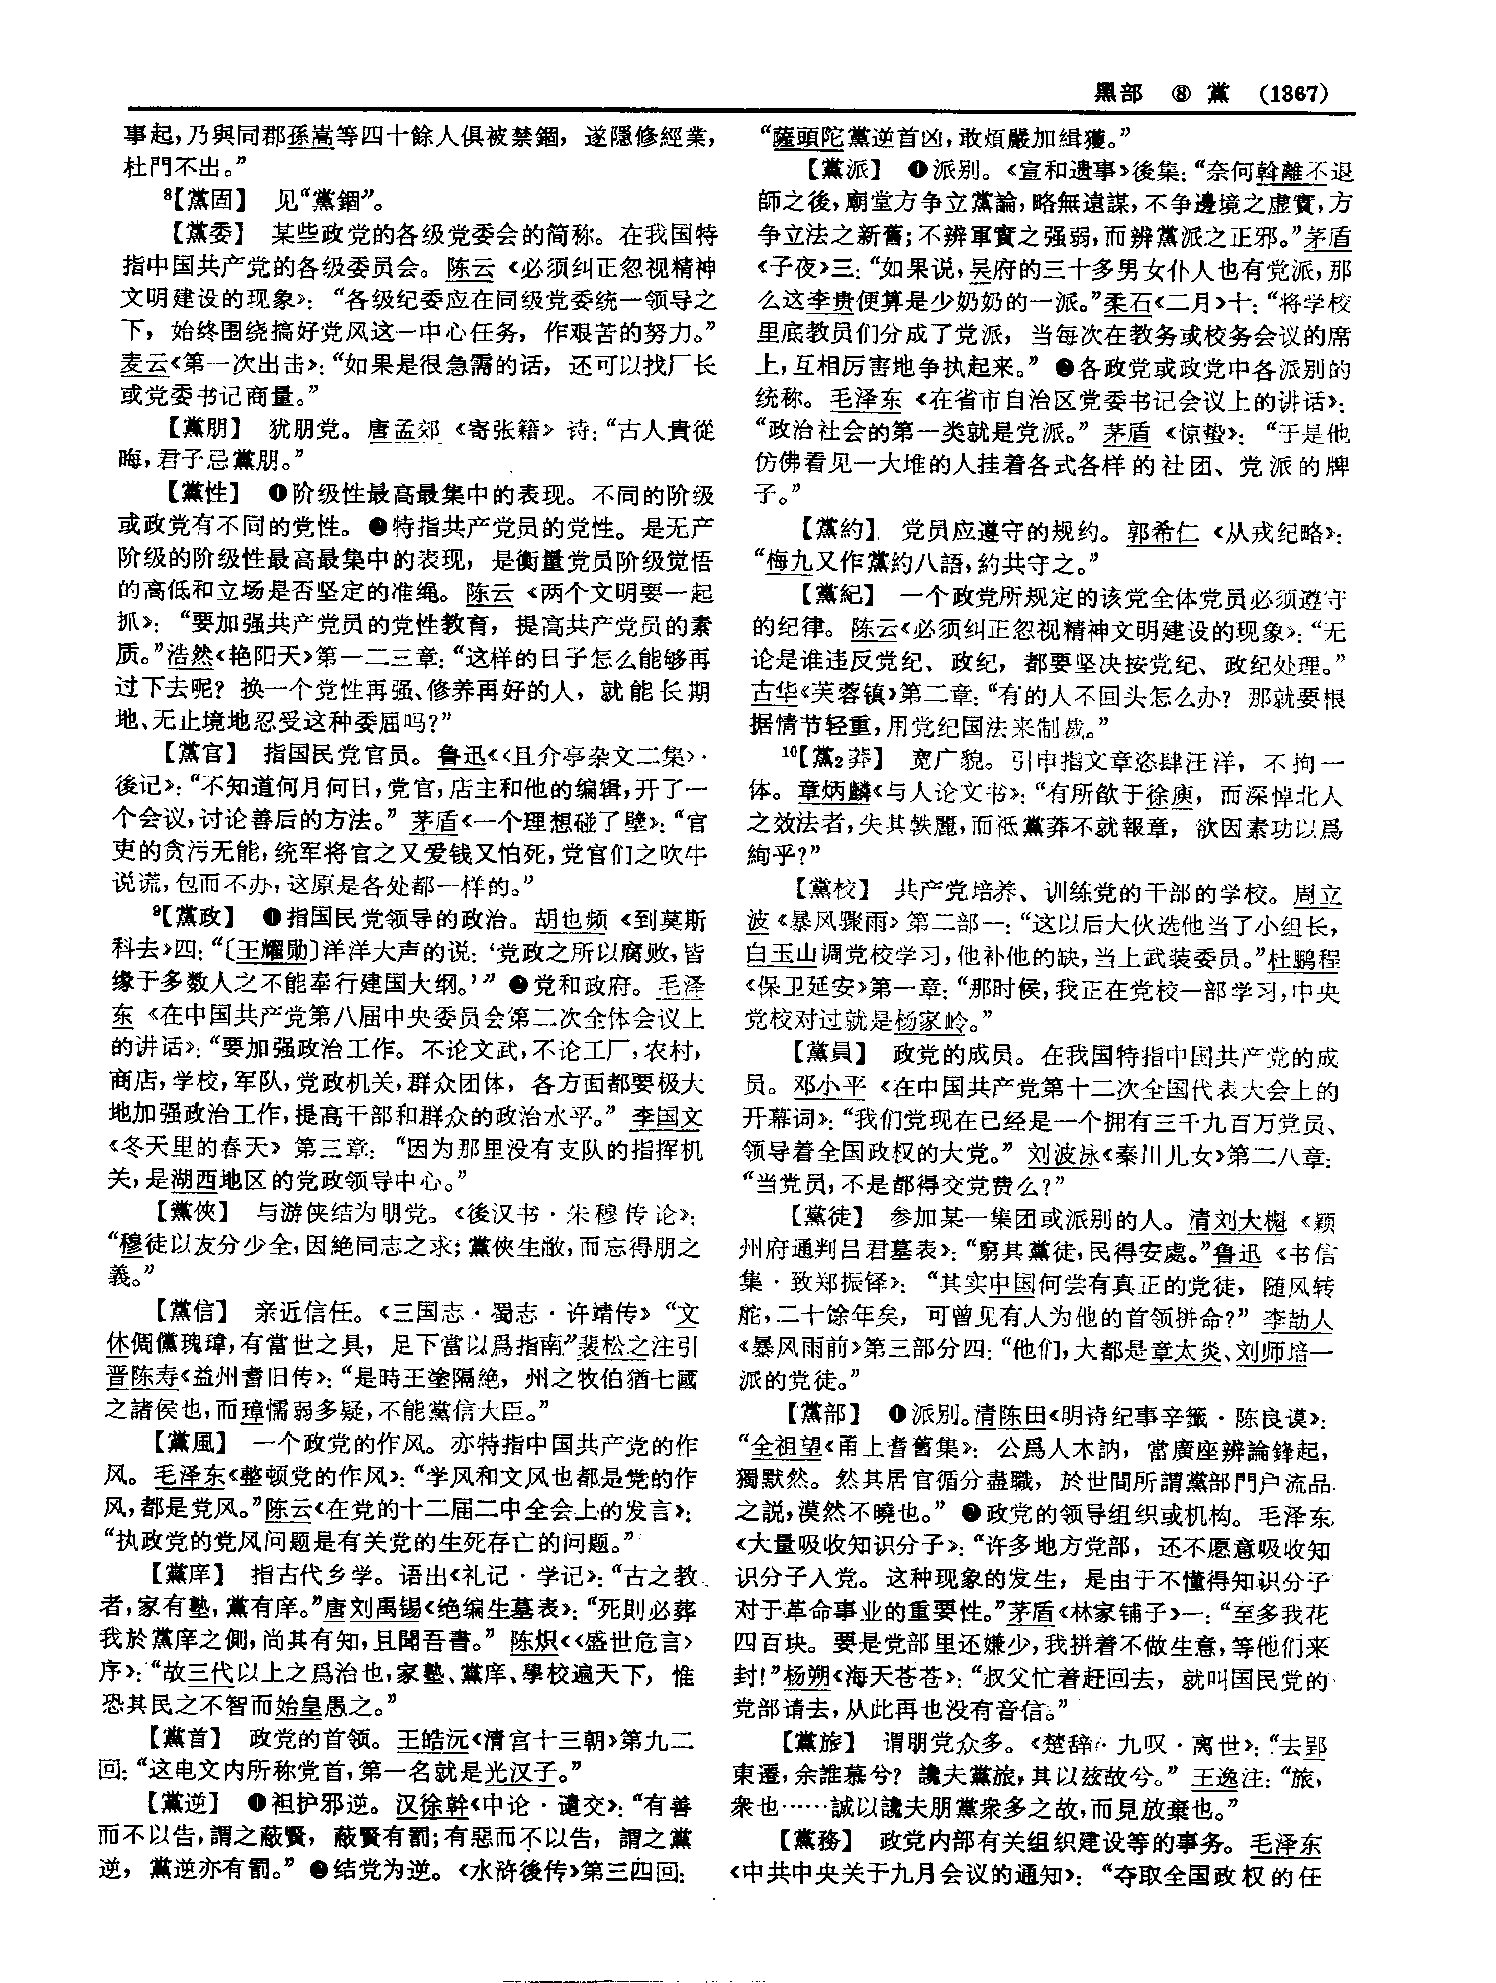 黑部 ⑧ 黨 (1367)
事起，乃與同郡孫嵩等四十餘人俱被禁錮，遂隱修經業，
杜門不出。”
⁸【黨固】 见“黨錮”。
【黨委】 某些政党的各级党委会的简称。在我国特
指中国共产党的各级委员会。陈云《必须纠正忽视精神
文明建设的现象》：“各级纪委应在同级党委统一领导之
下，始终围绕搞好党风这一中心任务，作艰苦的努力。”
麦云《第一次出击》：“如果是很急需的话，还可以找厂长
或党委书记商量。”
【黨朋】 犹朋党。唐孟郊《寄张籍》诗：“古人貴從
晦，君子忌黨朋。”
【黨性】 ❶阶级性最高最集中的表现。不同的阶级
或政党有不同的党性。❷特指共产党员的党性。是无产
阶级的阶级性最高最集中的表现，是衡量党员阶级觉悟
的高低和立场是否坚定的准绳。陈云《两个文明要一起
抓》：“要加强共产党员的党性教育，提高共产党员的素
质。”浩然《艳阳天》第一二三章：“这样的日子怎么能够再
过下去呢？换一个党性再强、修养再好的人，就能长期
地、无止境地忍受这种委屈吗？”
【黨官】 指国民党官员。鲁迅《〈且介亭杂文二集〉·
後记》：“不知道何月何日，党官，店主和他的编辑，开了一
个会议，讨论善后的方法。”茅盾《一个理想碰了壁》：“官
吏的贪污无能，统军将官之又爱钱又怕死，党官们之吹牛
说谎，包而不办，这原是各处都一样的。”
⁹【黨政】 ❶指国民党领导的政治。胡也频《到莫斯
科去》四：“〔王耀勋〕洋洋大声的说：‘党政之所以腐败，皆
缘于多数人之不能奉行建国大纲。’”❷党和政府。毛泽
东《在中国共产党第八届中央委员会第二次全体会议上
的讲话》：“要加强政治工作。不论文武，不论工厂，农村，
商店，学校，军队，党政机关，群众团体，各方面都要极大
地加强政治工作，提高干部和群众的政治水平。”李国文
《冬天里的春天》第三章：“因为那里没有支队的指挥机
关，是湖西地区的党政领导中心。”
【黨俠】 与游侠结为朋党。《後汉书·朱穆传论》：
“穆徒以友分少全，因絶同志之求；黨俠生敝，而忘得朋之
義。”
【黨信】 亲近信任。《三国志·蜀志·许靖传》“文
休倜儻瑰瑋，有當世之具，足下當以爲指南”裴松之注引
晋陈寿《益州耆旧传》：“是時王塗隔絶，州之牧伯猶七國
之諸侯也，而璋懦弱多疑，不能黨信大臣。”
【黨風】 一个政党的作风。亦特指中国共产党的作
风。毛泽东《整顿党的作风》：“学风和文风也都是党的作
风，都是党风。”陈云《在党的十二届二中全会上的发言》：
“执政党的党风问题是有关党的生死存亡的问题。”
【黨庠】 指古代乡学。语出《礼记·学记》：“古之教
者，家有塾，黨有庠。”唐刘禹锡《绝编生墓表》：“死則必葬
我於黨庠之側，尚其有知，且聞吾書。”陈炽《〈盛世危言〉
序》：“故三代以上之爲治也，家塾、黨庠、學校遍天下，惟
恐其民之不智而始皇愚之。”
【黨首】 政党的首领。王皓沅《清宫十三朝》第九二
回：“这电文内所称党首，第一名就是光汉子。”
【黨逆】 ❶袒护邪逆。汉徐幹《中论·谴交》：“有善
而不以告，謂之蔽賢，蔽賢有罰；有惡而不以告，謂之黨
逆，黨逆亦有罰。”❷结党为逆。《水浒後传》第三四回：
“薩頭陀黨逆首凶，敢煩嚴加緝獲。”
【黨派】 ❶派别。《宣和遗事》後集：“奈何斡離不退
師之後，廟堂方争立黨論，略無遠謀，不争邊境之虚實，方
争立法之新舊；不辨軍實之强弱，而辨黨派之正邪。”茅盾
《子夜》三：“如果说，吴府的三十多男女仆人也有党派，那
么这李贵便算是少奶奶的一派。”柔石《二月》十：“将学校
里底教员们分成了党派，当每次在教务或校务会议的席
上，互相厉害地争执起来。”❷各政党或政党中各派别的
统称。毛泽东《在省市自治区党委书记会议上的讲话》：
“政治社会的第一类就是党派。”茅盾《惊蛰》：“于是他
仿佛看见一大堆的人挂着各式各样的社团、党派的牌
子。”
【黨約】 党员应遵守的规约。郭希仁《从戎纪略》：
“梅九又作黨約八語，約共守之。”
【黨紀】 一个政党所规定的该党全体党员必须遵守
的纪律。陈云《必须纠正忽视精神文明建设的现象》：“无
论是谁违反党纪、政纪，都要坚决按党纪、政纪处理。”
古华《芙蓉镇》第二章：“有的人不回头怎么办？那就要根
据情节轻重，用党纪国法来制裁。”
¹⁰【黨₂莽】 宽广貌。引申指文章恣肆汪洋，不拘一
体。章炳麟《与人论文书》：“有所歉于徐庾，而深悼北人
之效法者，失其轶麗，而祗黨莽不就報章，欲因素功以爲
絢乎？”
【黨校】 共产党培养、训练党的干部的学校。周立
波《暴风骤雨》第二部一：“这以后大伙选他当了小组长，
白玉山调党校学习，他补他的缺，当上武装委员。”杜鹏程
《保卫延安》第一章：“那时候，我正在党校一部学习，中央
党校对过就是杨家岭。”
【黨員】 政党的成员。在我国特指中国共产党的成
员。邓小平《在中国共产党第十二次全国代表大会上的
开幕词》：“我们党现在已经是一个拥有三千九百万党员、
领导着全国政权的大党。”刘波泳《秦川儿女》第二八章：
“当党员，不是都得交党费么？”
【黨徒】 参加某一集团或派别的人。清刘大櫆《颖
州府通判吕君墓表》：“窮其黨徒，民得安處。”鲁迅《书信
集·致郑振铎》：“其实中国何尝有真正的党徒，随风转
舵，二十馀年矣，可曾见有人为他的首领拼命？”李劼人
《暴风雨前》第三部分四：“他们，大都是章太炎、刘师培一
派的党徒。”
【黨部】 ❶派别。清陈田《明诗纪事辛籤·陈良谟》：
“全祖望《甬上耆舊集》：公爲人木訥，當廣座辨論鋒起，
獨默然。然其居官循分盡職，於世間所謂黨部門户流品
之説，漠然不曉也。”❷政党的领导组织或机构。毛泽东
《大量吸收知识分子》：“许多地方党部，还不愿意吸收知
识分子入党。这种现象的发生，是由于不懂得知识分子
对于革命事业的重要性。”茅盾《林家铺子》一：“至多我花
四百块。要是党部里还嫌少，我拼着不做生意，等他们来
封！”杨朔《海天苍苍》：“叔父忙着赶回去，就叫国民党的
党部请去，从此再也没有音信。”
【黨旅】 谓朋党众多。《楚辞·九叹·离世》：“去郢
東遷，余誰慕兮？讒夫黨旅，其以兹故兮。”王逸注：“旅，
衆也……誠以讒夫朋黨衆多之故，而見放棄也。”
【黨務】 政党内部有关组织建设等的事务。毛泽东
《中共中央关于九月会议的通知》：“夺取全国政权的任